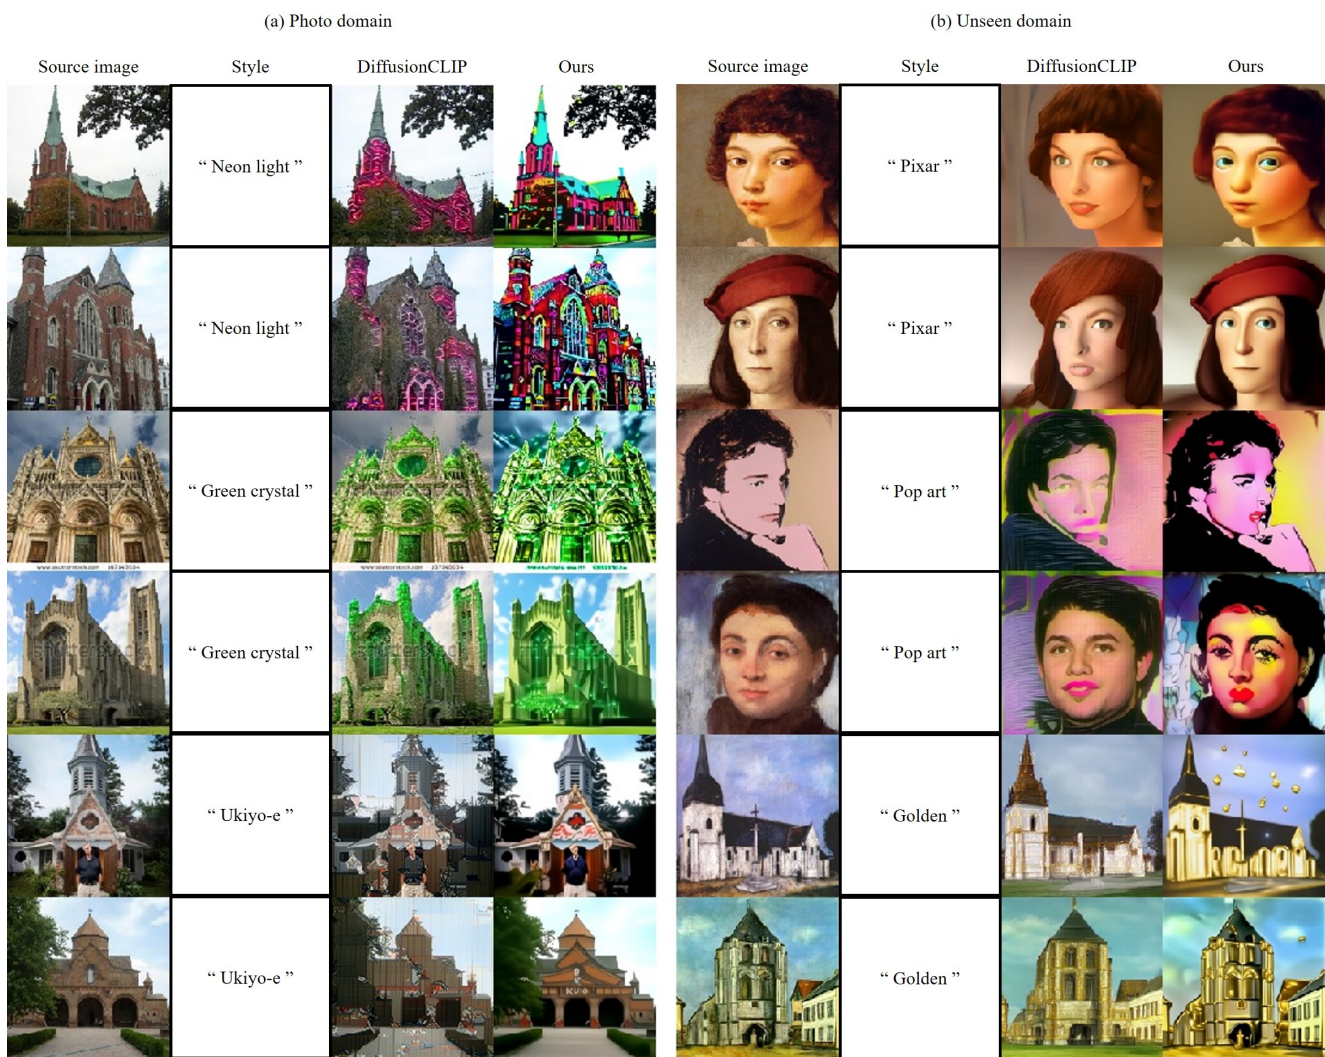 (a) Photo domain
(b) Unseen domain
Source image
Style
DiffusionCLIP
Ours
Source image
Style
DiffusionCLIP
Ours
“ Neon light ”
“ Pixar ”
“ Neon light ”
“ Pixar ”
“ Green crystal ”
“ Pop art ”
“ Green crystal ”
“ Pop art ”
“ Ukiyo-e ”
“ Golden ”
“ Ukiyo-e ”
“ Golden ”